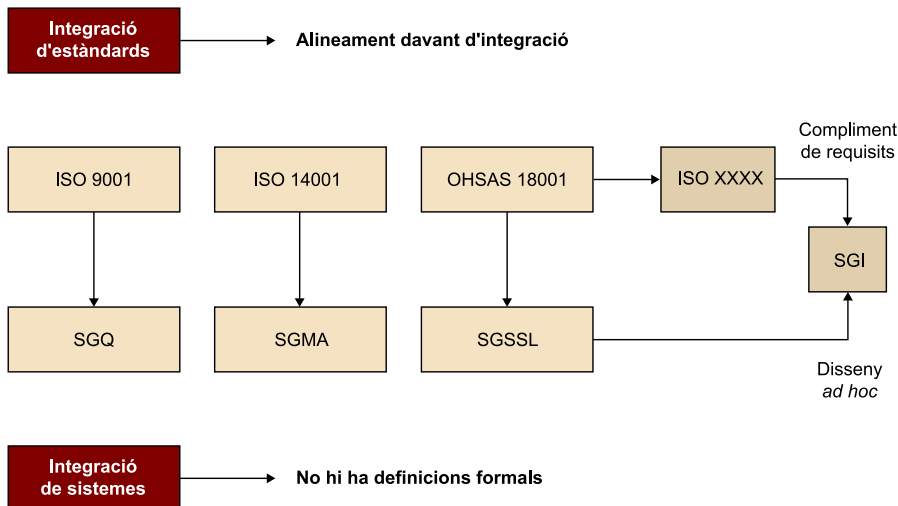 Integració
d'estàndards
Alineament davant d'integració
Compliment
de requisits
ISO 9001
ISO 14001
OHSAS 18001
ISO XXXX
SGI
SGQ
SGMA
SGSSL
Disseny
ad hoc
Integració
de sistemes
No hi ha definicions formals